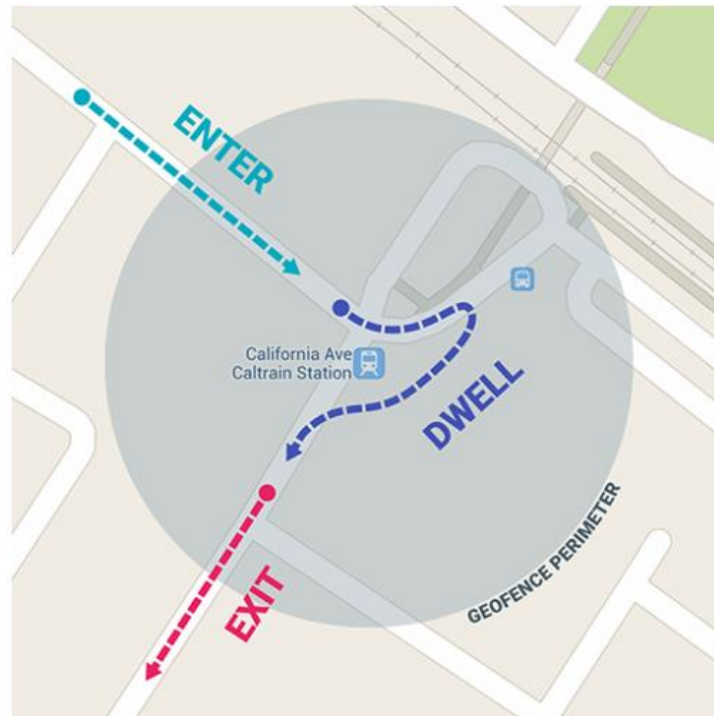 ENTER
California Ave
Caltrain Station
DWELL
GEOFENCE PERIMETER
EXIT